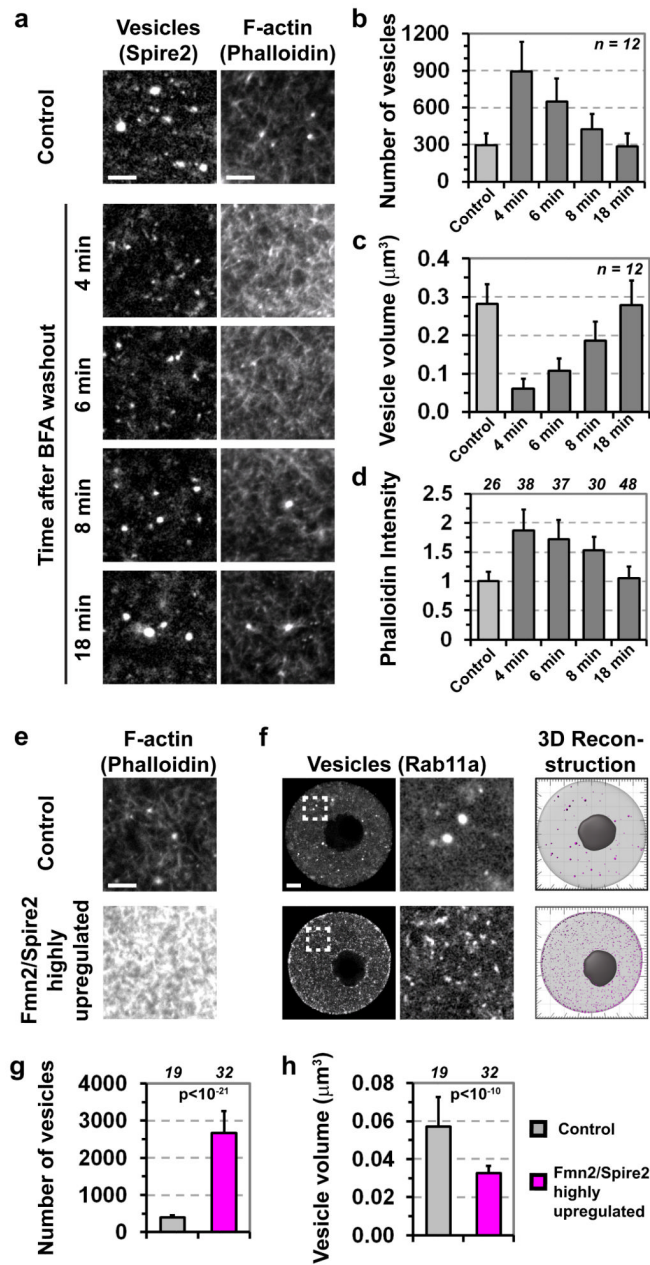 a
Vesicles
(Spire2)
F-actin
(Phalloidin)
Control
Time after BFA washout
4 min
6 min
8 min
18 min
b
Number of vesicles
1200
900
600
300
0
n = 12
Control
4 min
6 min
8 min
18 min
c
Vesicle volume (μm³)
0.4
0.3
0.2
0.1
0.0
n = 12
Control
4 min
6 min
8 min
18 min
d
Phalloidin Intensity
26 38 37 30 48
2.5
2
1.5
1
0.5
0
Control
4 min
6 min
8 min
18 min
e
F-actin
(Phalloidin)
Control
Fmn2/Spire2
highly
upregulated
f
Vesicles (Rab11a)
3D Recon-
struction
g
Number of vesicles
19 32
p<10⁻²¹
4000
3000
2000
1000
0
h
Vesicle volume (μm³)
19 32
p<10⁻¹⁰
0.08
0.06
0.04
0.02
0.00
Control
Fmn2/Spire2
highly
upregulated